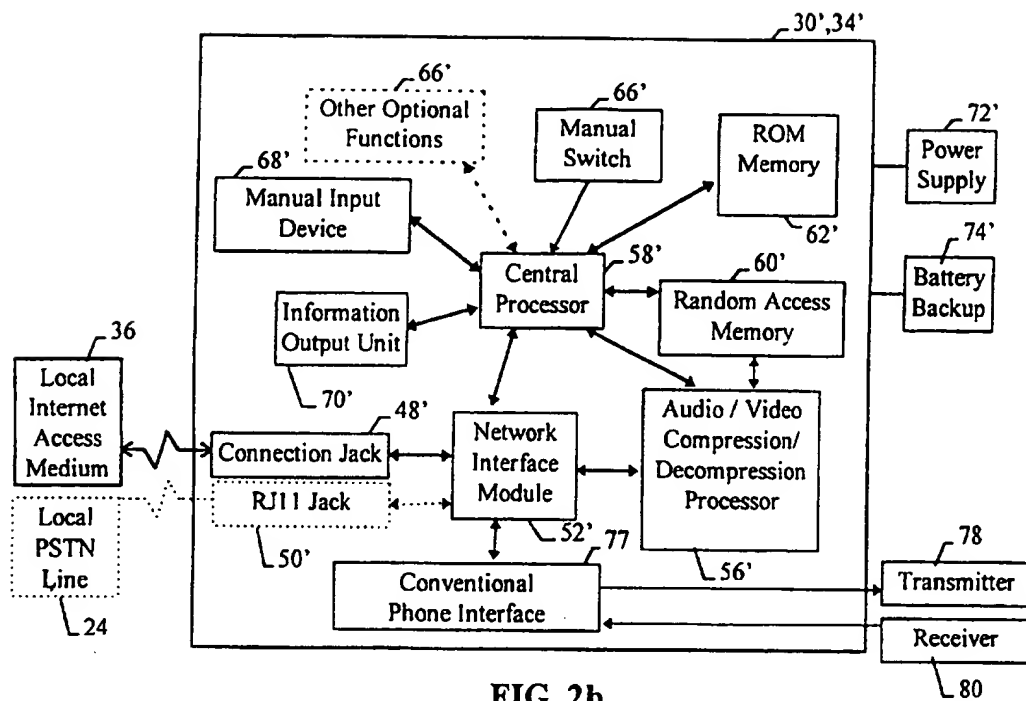 30',34'
66'
Other Optional
Functions
66'
Manual
Switch
ROM
Memory
62'
72'
Power
Supply
68'
Manual Input
Device
58'
Central
Processor
60'
Random Access
Memory
74'
Battery
Backup
Information
Output Unit
70'
36
Local
Internet
Access
Medium
48'
Connection Jack
Network
Interface
Module
52'
Audio / Video
Compression/
Decompression
Processor
56'
RJ11 Jack
50'
Local
PSTN
Line
24
77
Conventional
Phone Interface
78
Transmitter
Receiver
80
FIG. 2b